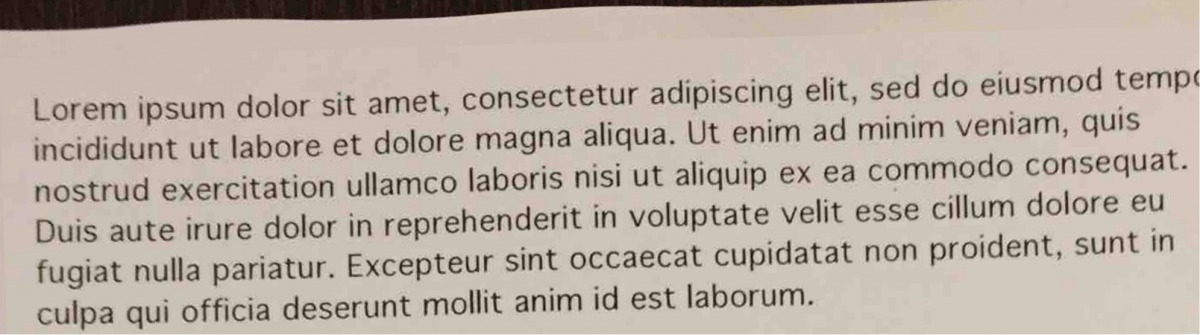 Lorem ipsum dolor sit amet, consectetur adipiscing elit, sed do eiusmod
incididunt ut labore et dolore magna aliqua. Ut enim ad minim veniam, quis
nostrud exercitation ullamco laboris nisi ut aliquip ex ea commodo consequat.
Duis aute irure dolor in reprehenderit in voluptate velit esse cillum dolore eu
fugiat nulla pariatur. Excepteur sint occaecat cupidatat non proident, sunt in
culpa qui officia deserunt mollit anim id est laborum.